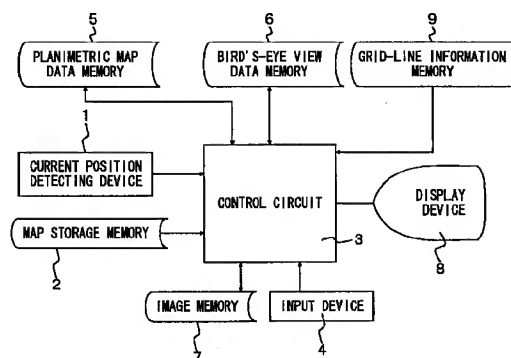 5
6
9
PLANIMETRIC MAP
DATA MEMORY
BIRD'S-EYE VIEW
DATA MEMORY
GRID-LINE INFORMATION
MEMORY
1
CURRENT POSITION
DETECTING DEVICE
CONTROL CIRCUIT
3
DISPLAY
DEVICE
8
MAP STORAGE MEMORY
2
IMAGE MEMORY
7
INPUT DEVICE
4